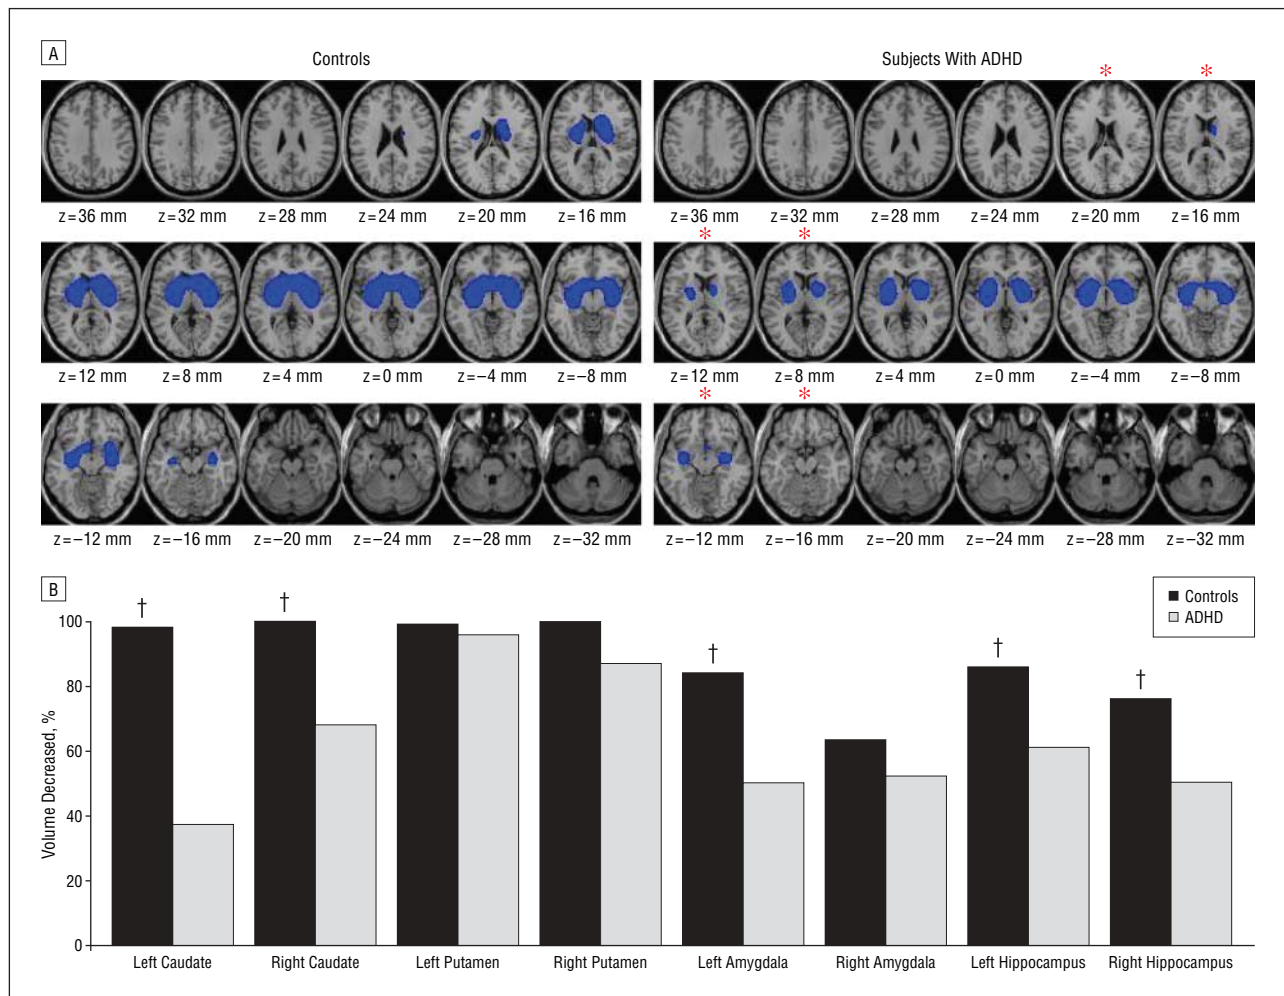 A
Controls
Subjects With ADHD
* *
z=36 mm z=32 mm z=28 mm z=24 mm z=20 mm z=16 mm
z=36 mm z=32 mm z=28 mm z=24 mm z=20 mm z=16 mm
* *
z=12 mm z=8 mm z=4 mm z=0 mm z=−4 mm z=−8 mm
z=12 mm z=8 mm z=4 mm z=0 mm z=−4 mm z=−8 mm
* *
z=−12 mm z=−16 mm z=−20 mm z=−24 mm z=−28 mm z=−32 mm
z=−12 mm z=−16 mm z=−20 mm z=−24 mm z=−28 mm z=−32 mm
B
Controls
ADHD
† † † † †
Volume Decreased, %
100
80
60
40
20
0
Left Caudate Right Caudate Left Putamen Right Putamen Left Amygdala Right Amygdala Left Hippocampus Right Hippocampus